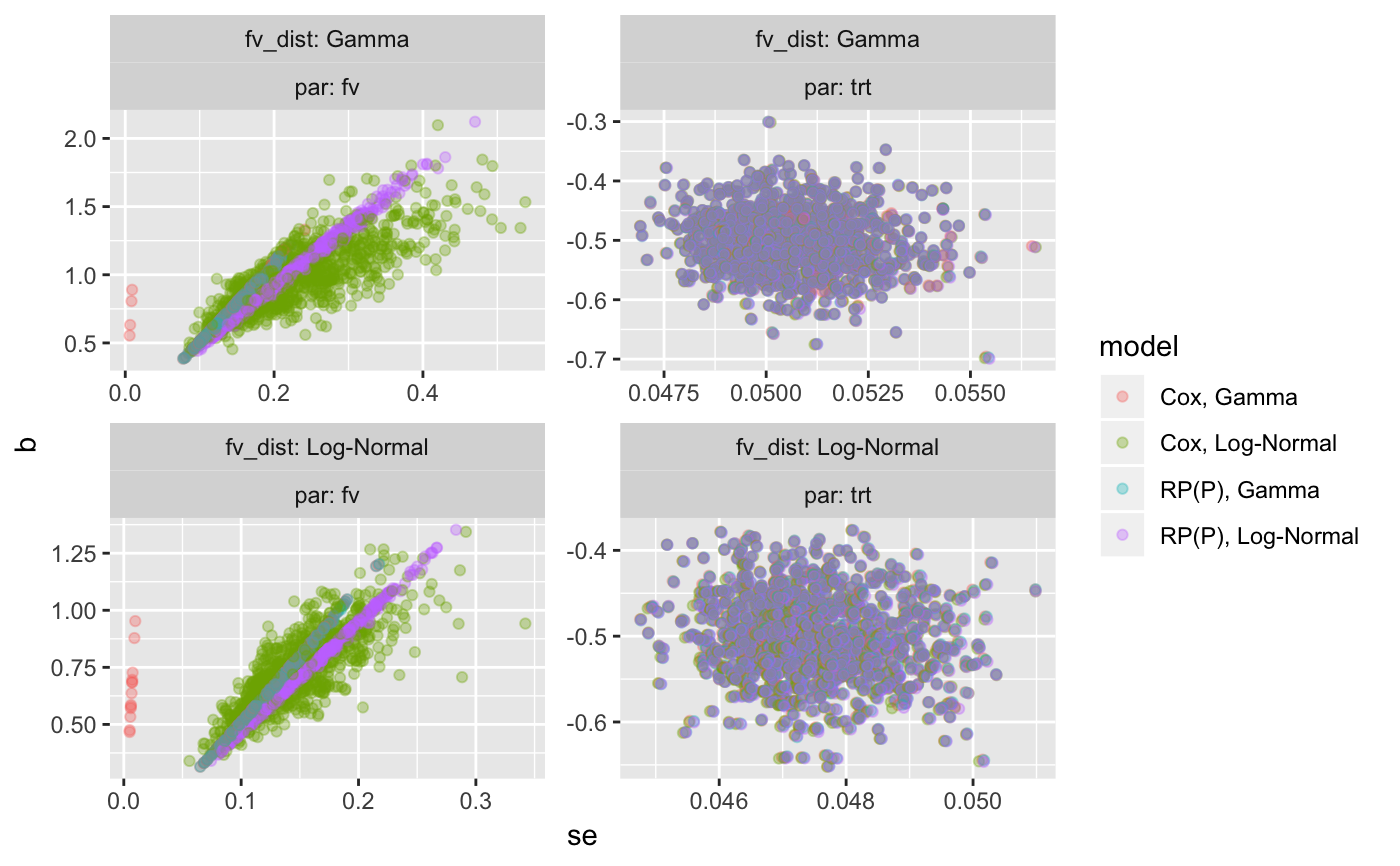 fv_dist: Gamma
par: fv
fv_dist: Gamma
par: trt
2.0
1.5
1.0
0.5
0.0 0.2 0.4
-0.3
-0.4
-0.5
-0.6
-0.7
0.0475 0.0500 0.0525 0.0550
fv_dist: Log-Normal
par: fv
fv_dist: Log-Normal
par: trt
1.25
1.00
0.75
0.50
0.0 0.1 0.2 0.3
-0.4
-0.5
-0.6
0.046 0.048 0.050
b
se
model
Cox, Gamma
Cox, Log-Normal
RP(P), Gamma
RP(P), Log-Normal